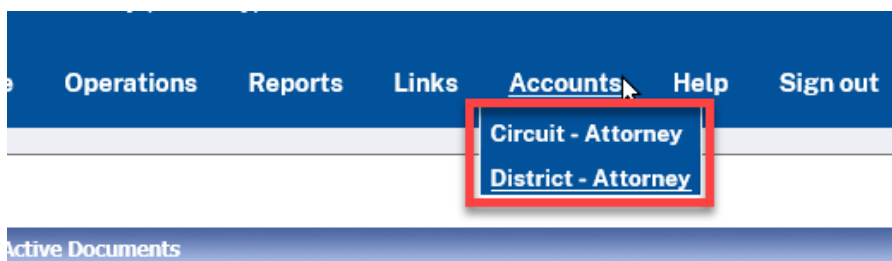 Operations Reports Links Accounts Help Sign out
Circuit - Attorney
District - Attorney
Active Documents